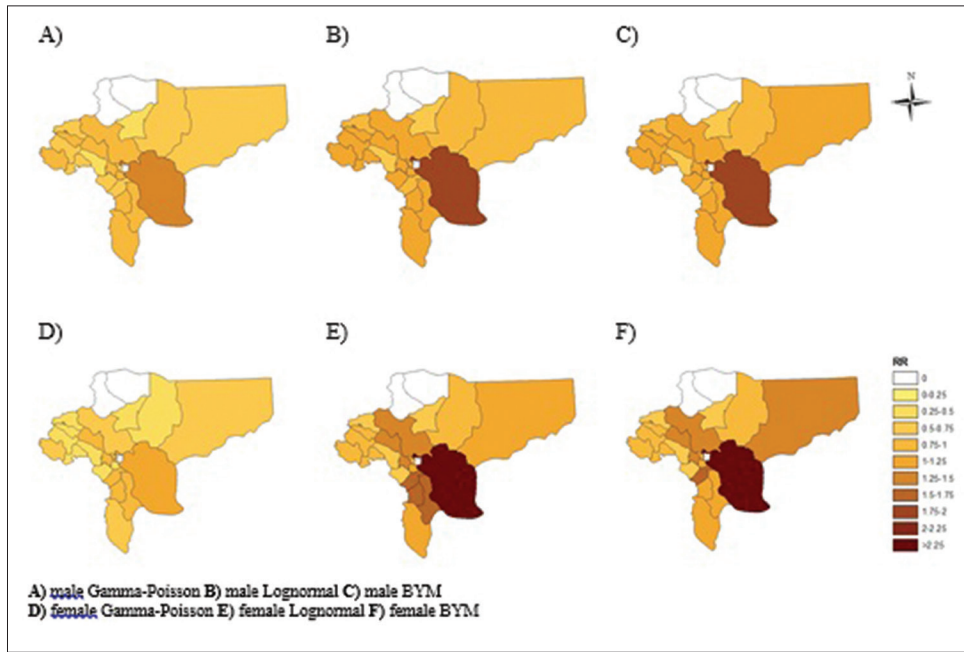 A)
B)
C)
N
D)
E)
F)
RR
0
0-0.25
0.25-0.5
0.5-0.75
0.75-1
1-1.25
1.25-1.5
1.5-1.75
1.75-2
2-2.25
>2.25
A) male Gamma-Poisson B) male Lognormal C) male BYM
D) female Gamma-Poisson E) female Lognormal F) female BYM